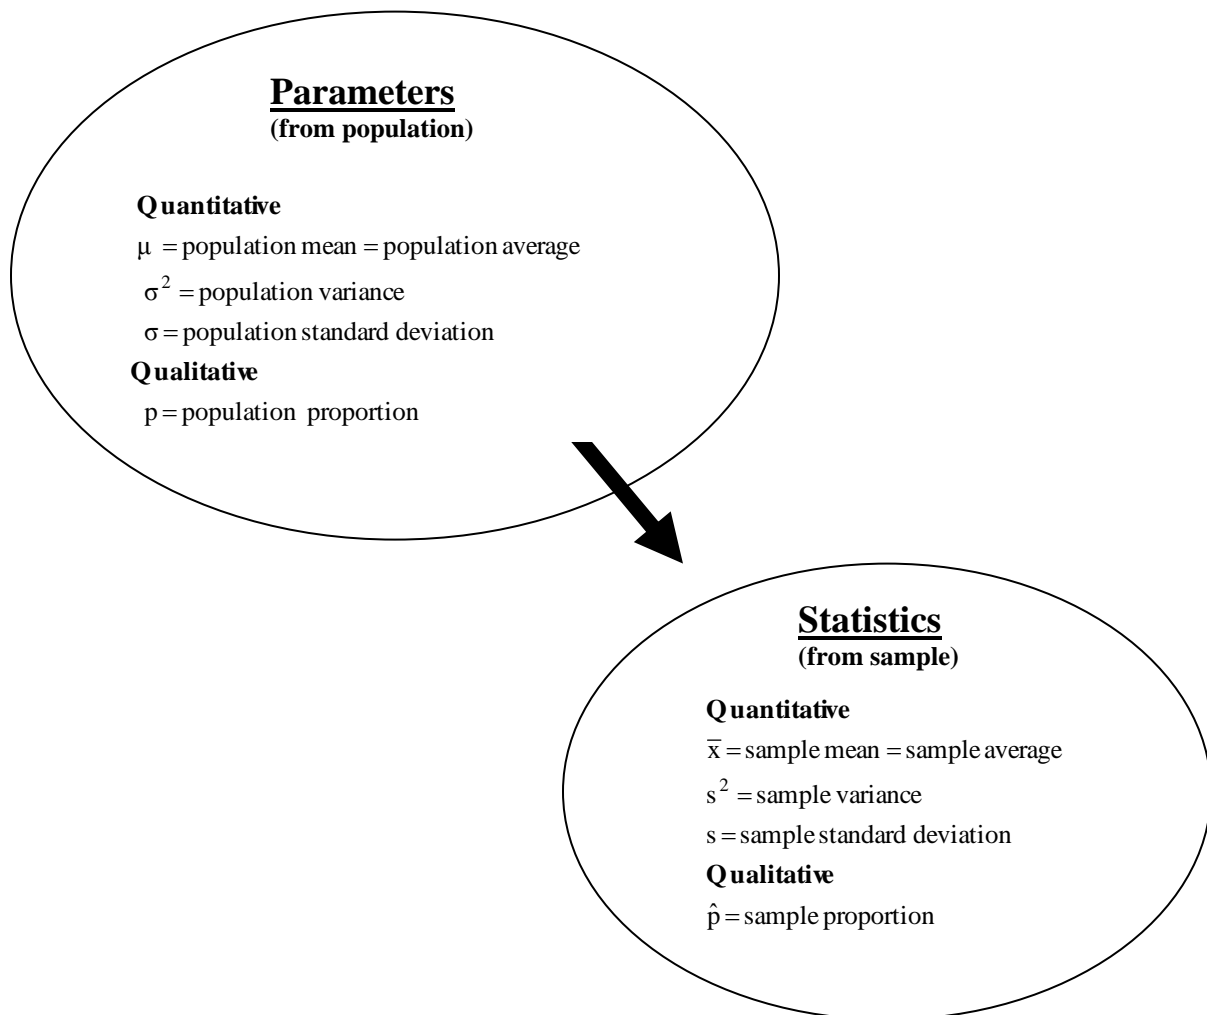 Parameters
(from population)
Quantitative
μ = population mean = population average
σ² = population variance
σ = population standard deviation
Qualitative
p = population proportion
Statistics
(from sample)
Quantitative
x̅ = sample mean = sample average
s² = sample variance
s = sample standard deviation
Qualitative
p̂ = sample proportion